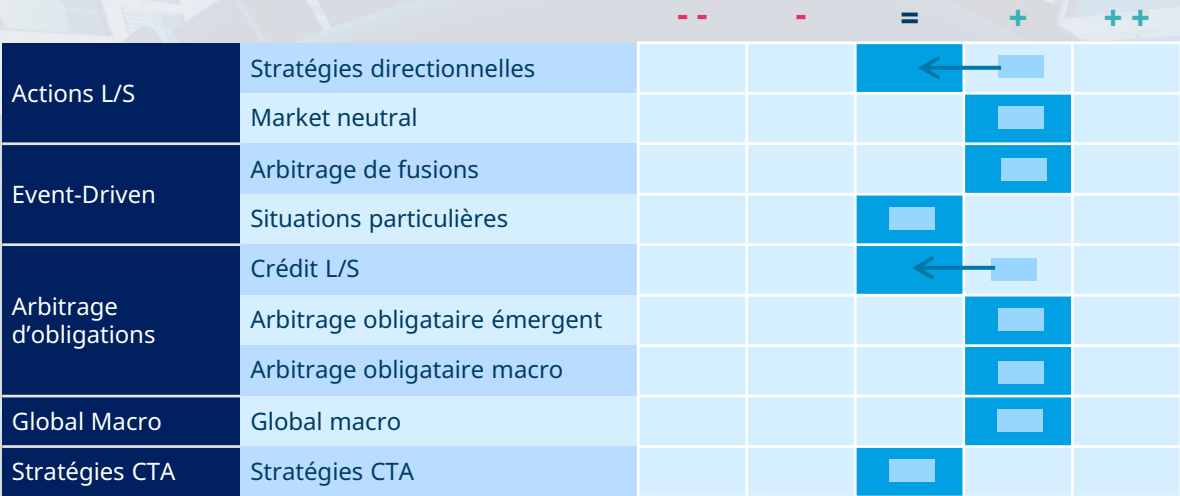 -- - = + ++
Actions L/S
Stratégies directionnelles
Market neutral
Event-Driven
Arbitrage de fusions
Situations particulières
Arbitrage
d’obligations
Crédit L/S
Arbitrage obligataire émergent
Arbitrage obligataire macro
Global Macro
Global macro
Stratégies CTA
Stratégies CTA